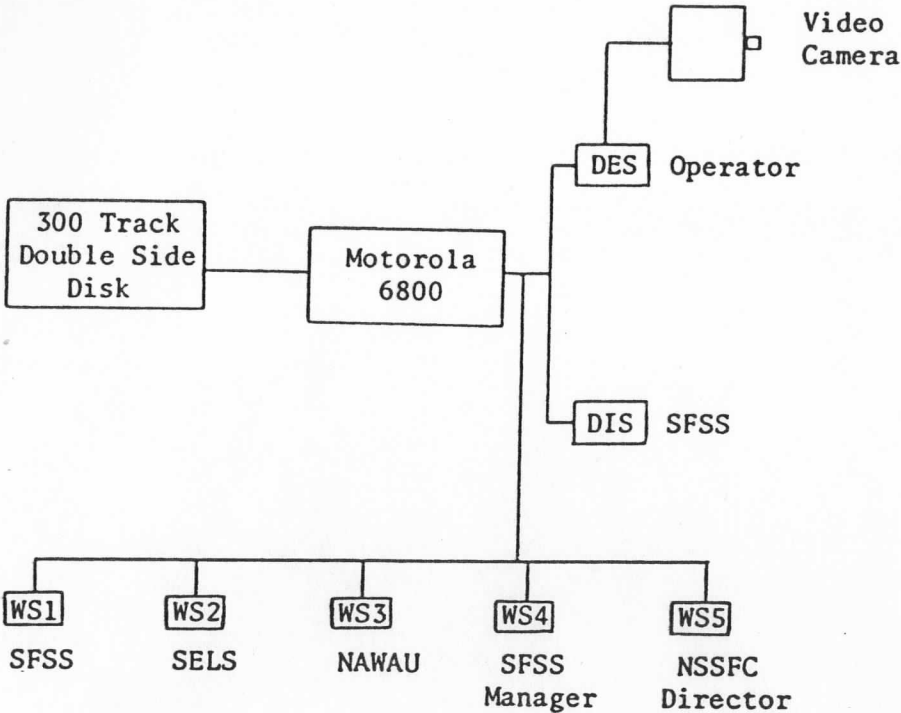 Video
Camera
DES Operator
300 Track
Double Side
Disk
Motorola
6800
DIS SFSS
WS1 WS2 WS3 WS4 WS5
SFSS SELS NAWAU SFSS NSSFC
Manager Director